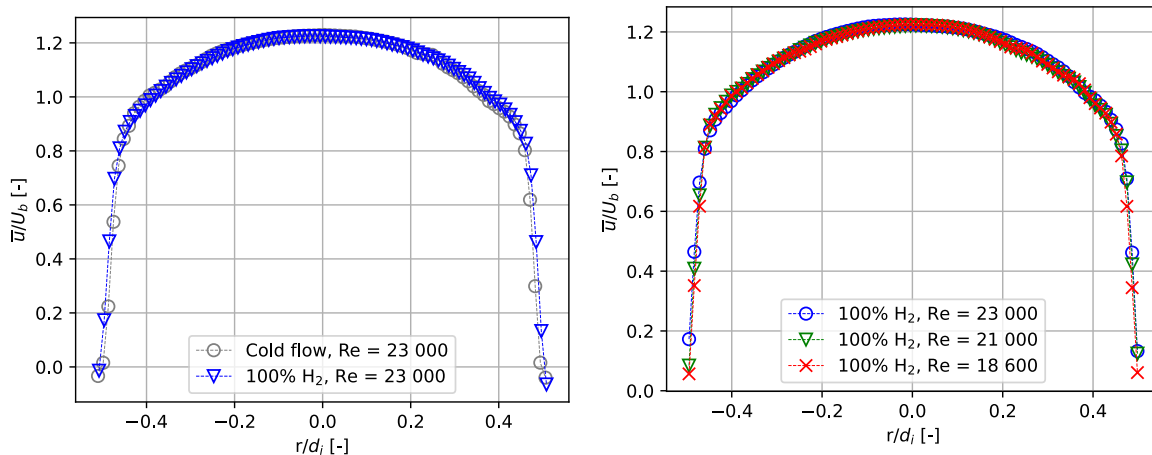 1.2
1.0
0.8
0.6
0.4
0.2
0.0
u̅/U_b [-]
Cold flow, Re = 23 000
100% H₂, Re = 23 000
−0.4 −0.2 0.0 0.2 0.4
r/d_i [-]
1.2
1.0
0.8
0.6
0.4
0.2
0.0
u̅/U_b [-]
100% H₂, Re = 23 000
100% H₂, Re = 21 000
100% H₂, Re = 18 600
−0.4 −0.2 0.0 0.2 0.4
r/d_i [-]